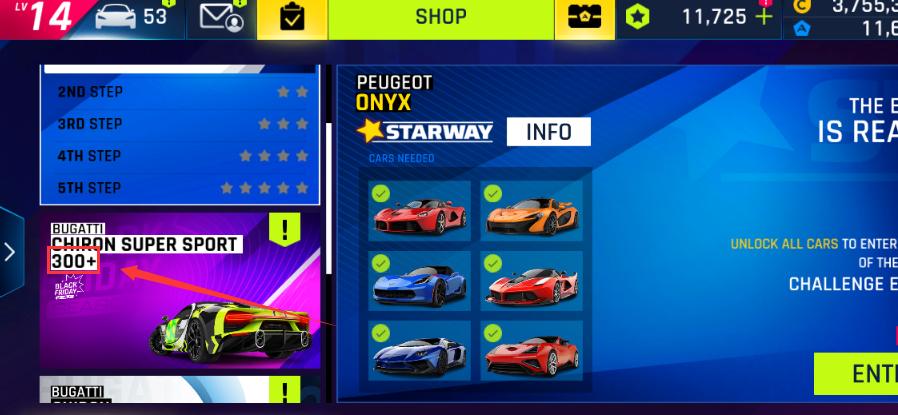 LV 14
53
SHOP
11,725 +
3,755,3
11,6
2ND STEP
3RD STEP
4TH STEP
5TH STEP
BUGATTI
CHIRON SUPER SPORT
300+
BLACK
FRIDAY
BUGATTI
PEUGEOT
ONYX
STARWAY
INFO
CARS NEEDED
THE E
IS REA
UNLOCK ALL CARS TO ENTER
OF THE
CHALLENGE E
ENT